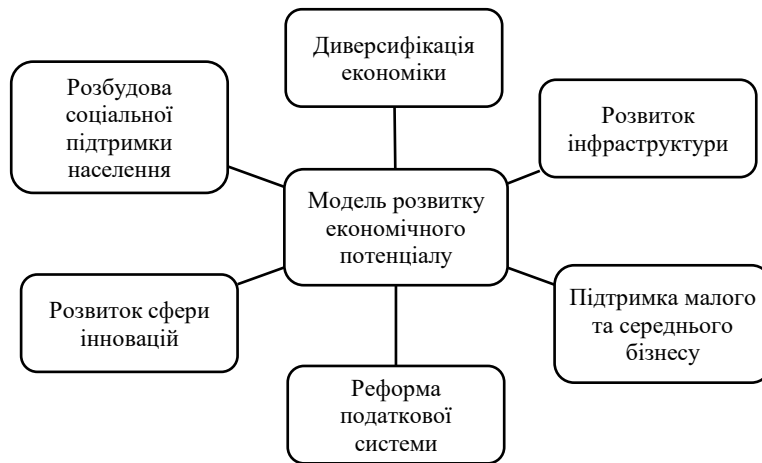 Диверсифікація
економіки
Розбудова
соціальної
підтримки
населення
Розвиток
інфраструктури
Модель розвитку
економічного
потенціалу
Розвиток сфери
інновацій
Підтримка малого
та середнього
бізнесу
Реформа
податкової
системи